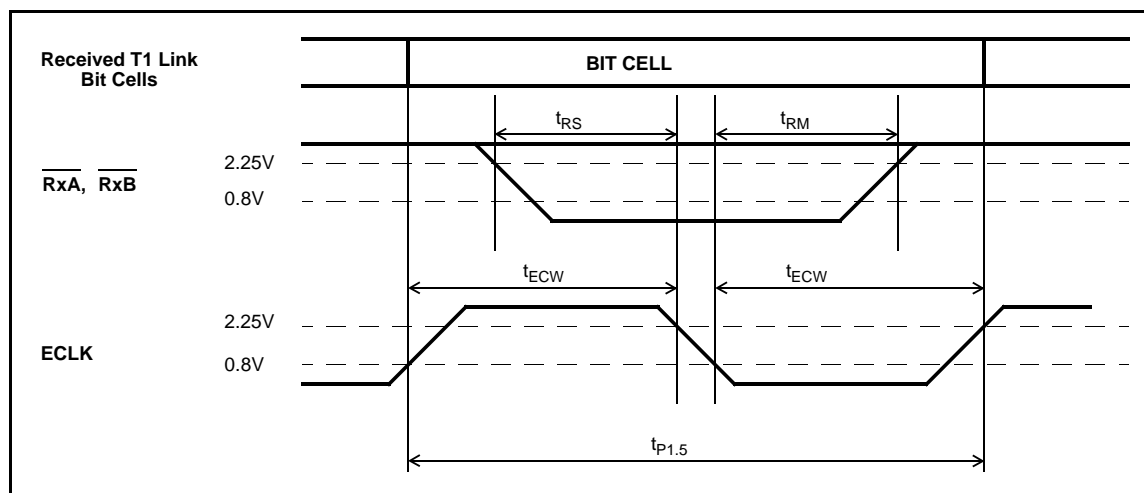 Received T1 Link
Bit Cells
BIT CELL
tRS
tRM
2.25V
RxA, RxB
0.8V
tECW
tECW
2.25V
ECLK
0.8V
tP1.5